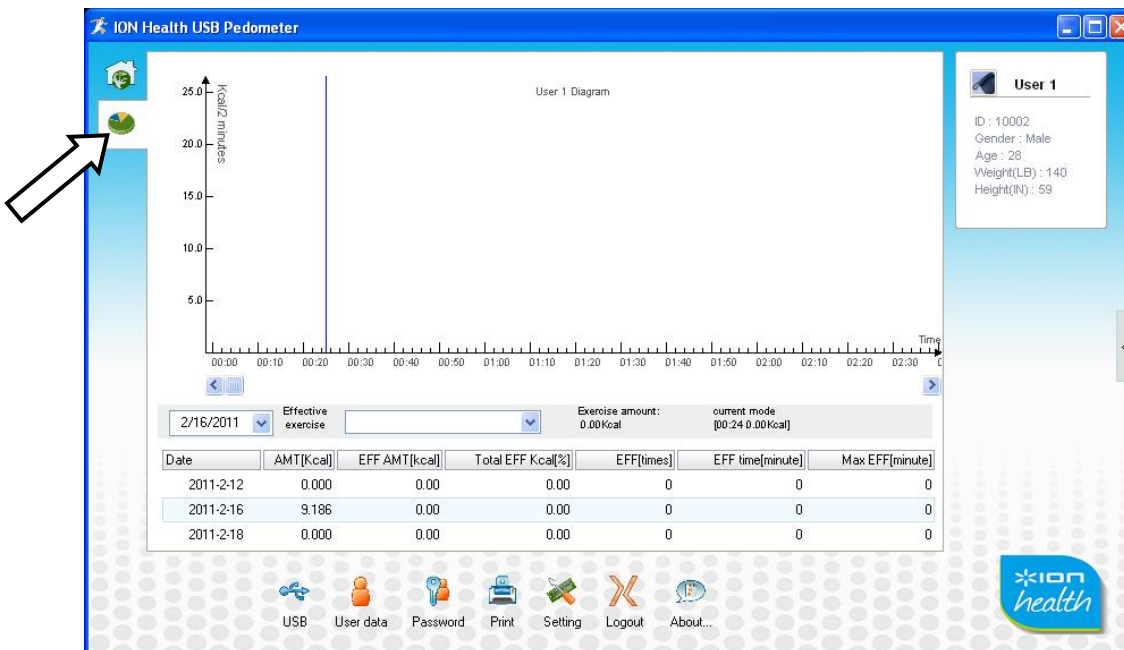 ION Health USB Pedometer
User 1 Diagram
Kcal/2 minutes
25.0
20.0
15.0
10.0
5.0
Time
00:00 00:10 00:20 00:30 00:40 00:50 01:00 01:10 01:20 01:30 01:40 01:50 02:00 02:10 02:20 02:30
User 1
ID : 10002
Gender : Male
Age : 28
Weight(LB) : 140
Height(IN) : 59
2/16/2011
Effective
exercise
Exercise amount:
0.00Kcal
current mode
[00:24 0.00Kcal]
Date AMT[Kcal] EFF AMT[kcal] Total EFF Kcal[%] EFF[times] EFF time[minute] Max EFF[minute]
2011-2-12 0.000 0.00 0.00 0 0 0
2011-2-16 9.186 0.00 0.00 0 0 0
2011-2-18 0.000 0.00 0.00 0 0 0
USB User data Password Print Setting Logout About...
ion
health